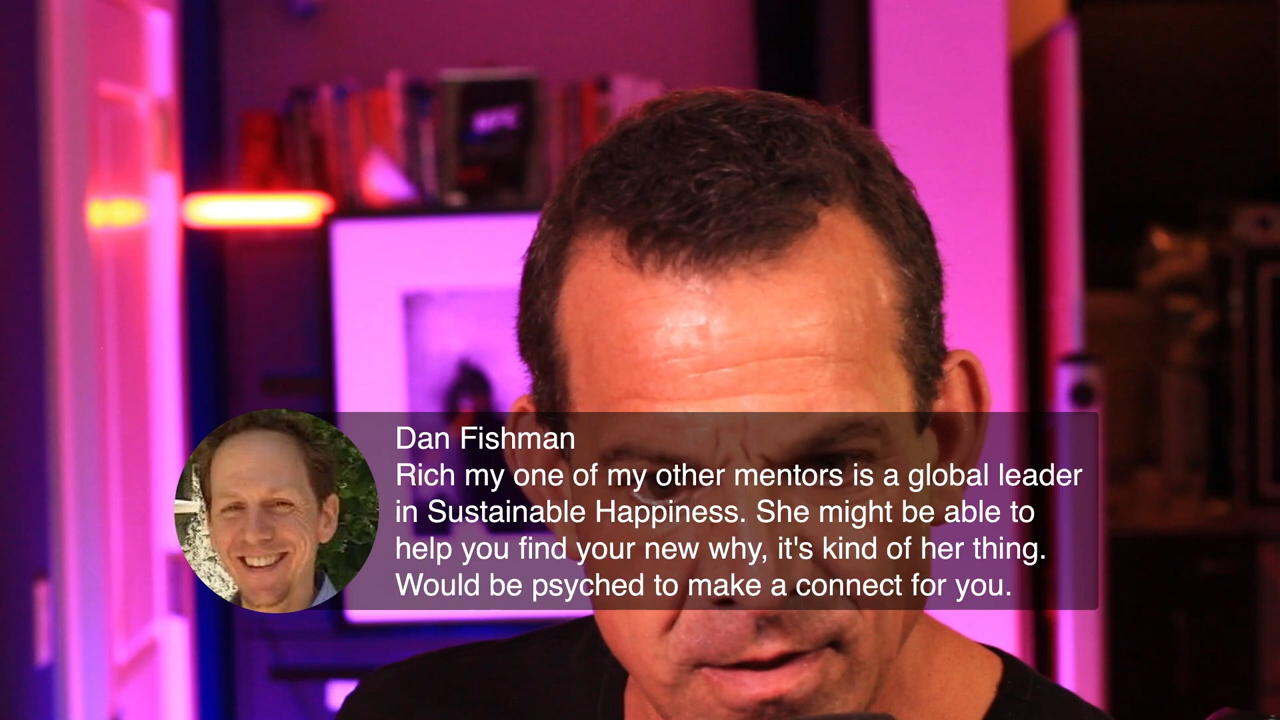 Dan Fishman
Rich my one of my other mentors is a global leader
in Sustainable Happiness. She might be able to
help you find your new why, it's kind of her thing.
Would be psyched to make a connect for you.